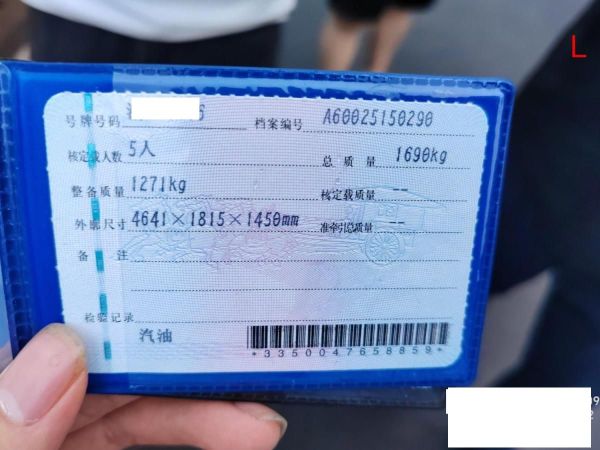 号牌号码 6 档案编号 A60025150290
核定载人数 5人 总质量 1690kg
整备质量 1271kg 核定载质量 --
外廓尺寸 4641×1815×1450mm 准牵引总质量 --
备注
检验记录
汽油
*3350047658859*
L